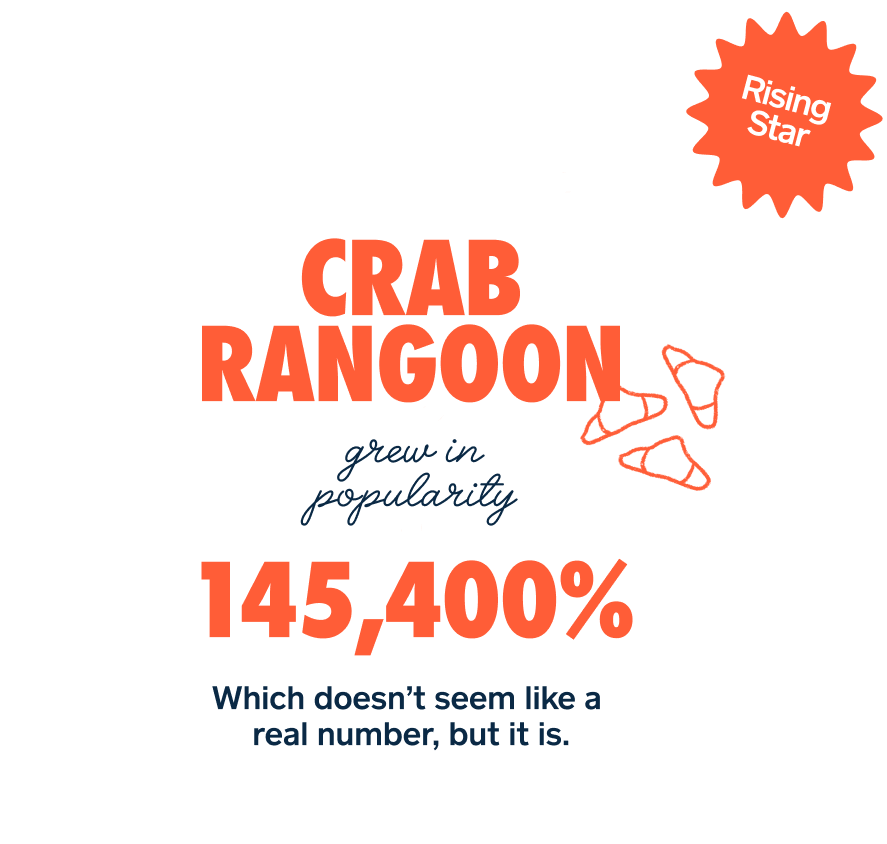 Rising
Star
CRAB
RANGOON
grew in
popularity
145,400%
Which doesn’t seem like a
real number, but it is.